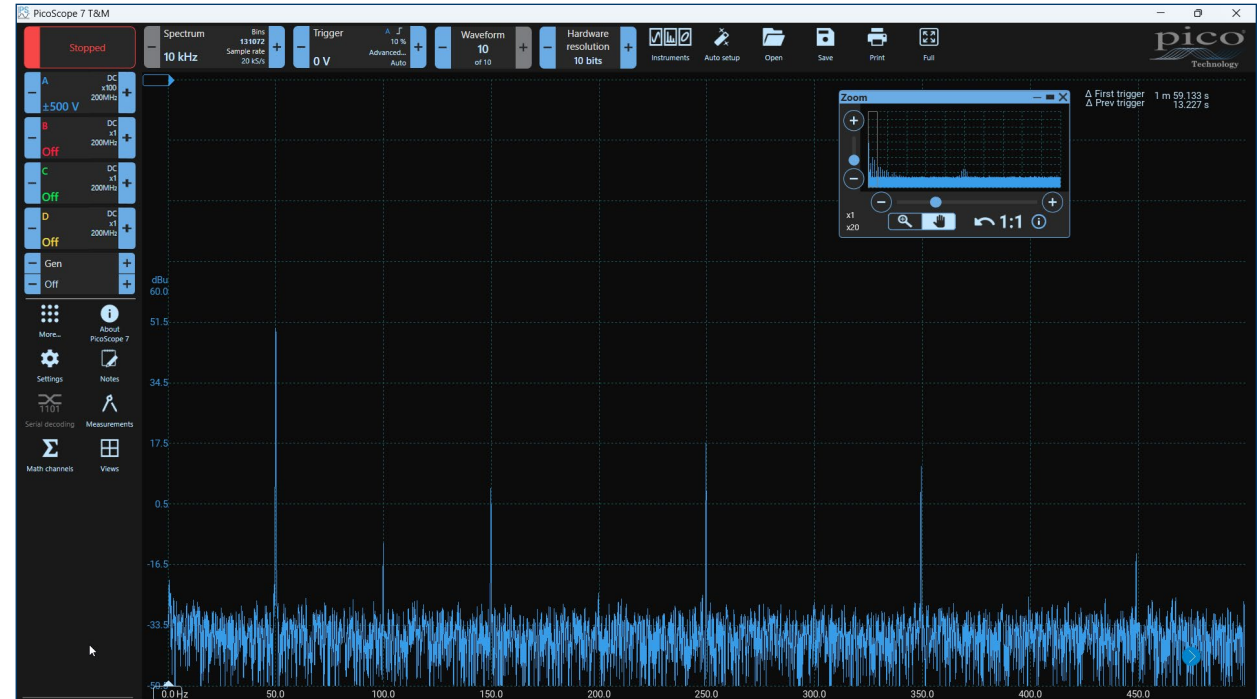 PicoScope 7 T&M
Stopped
Spectrum
10 kHz
Bins
131072
Sample rate
20 kS/s
Trigger
0 V
A
10 %
Advanced...
Auto
Waveform
10
of 10
Hardware
resolution
10 bits
Instruments
Auto setup
Open
Save
Print
Full
pico
Technology
A
DC
x100
200MHz
±500 V
B
DC
x1
200MHz
Off
C
DC
x1
200MHz
Off
D
DC
x1
200MHz
Off
Gen
Off
More...
About
PicoScope 7
Settings
Notes
1101
Serial decoding
Measurements
Math channels
Views
Zoom
x1
x20
1:1
Δ First trigger 1 m 59.133 s
Δ Prev trigger 13.227 s
dBu
60.0
51.5
34.5
17.5
0.5
-16.5
-33.5
0.0 Hz
50.0
100.0
150.0
200.0
250.0
300.0
350.0
400.0
450.0